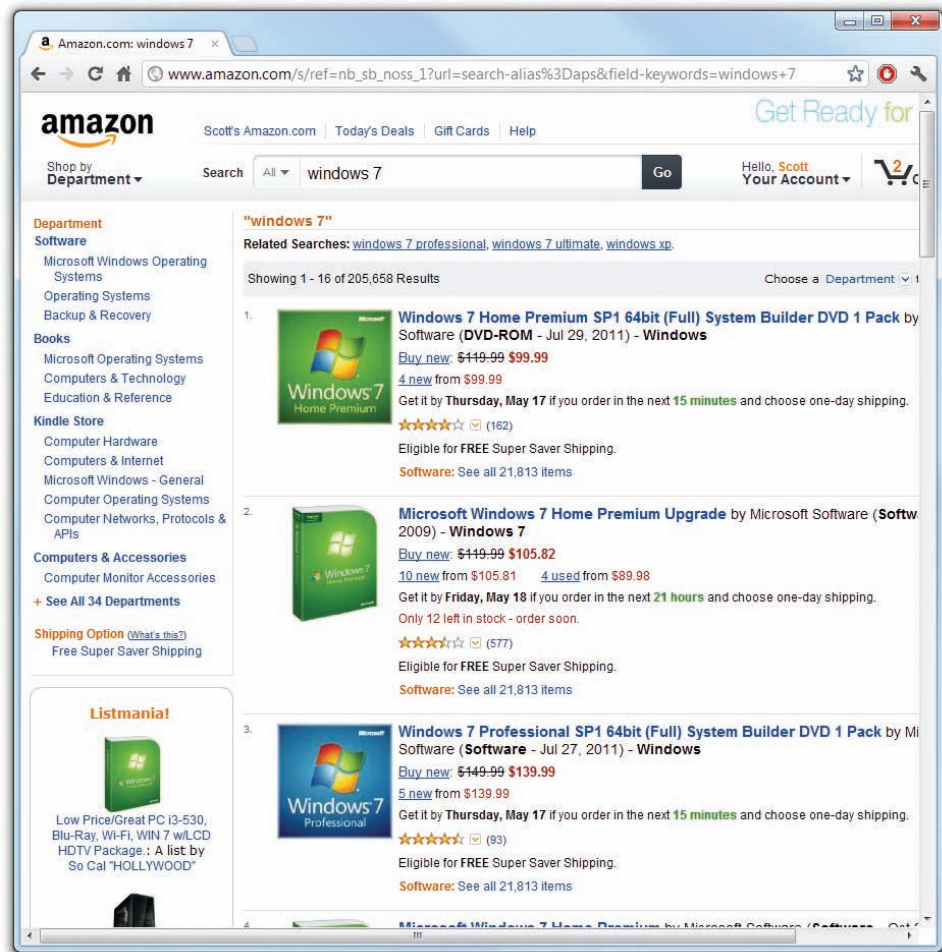 a Amazon.com: windows 7 ×
www.amazon.com/s/ref=nb_sb_noss_1?url=search-alias%3Daps&field-keywords=windows+7
Get Ready for
amazon
Scott's Amazon.com Today's Deals Gift Cards Help
Shop by
Department
Search All windows 7 Go
Hello, Scott
Your Account
2
Department
Software
Microsoft Windows Operating
Systems
Operating Systems
Backup & Recovery
Books
Microsoft Operating Systems
Computers & Technology
Education & Reference
Kindle Store
Computer Hardware
Computers & Internet
Microsoft Windows - General
Computer Operating Systems
Computer Networks, Protocols &
APIs
Computers & Accessories
Computer Monitor Accessories
+ See All 34 Departments
Shipping Option (What's this?)
Free Super Saver Shipping
Listmania!
Low Price/Great PC i3-530,
Blu-Ray, Wi-Fi, WIN 7 w/LCD
HDTV Package.: A list by
So Cal "HOLLYWOOD"
"windows 7"
Related Searches: windows 7 professional, windows 7 ultimate, windows xp.
Showing 1 - 16 of 205,658 Results
Choose a Department
1.
Microsoft
Windows 7
Home Premium
Windows 7 Home Premium SP1 64bit (Full) System Builder DVD 1 Pack by
Software (DVD-ROM - Jul 29, 2011) - Windows
Buy new: $119.99 $99.99
4 new from $99.99
Get it by Thursday, May 17 if you order in the next 15 minutes and choose one-day shipping.
(162)
Eligible for FREE Super Saver Shipping.
Software: See all 21,813 items
2.
Windows 7
Microsoft Windows 7 Home Premium Upgrade by Microsoft Software (Softw
2009) - Windows 7
Buy new: $119.99 $105.82
10 new from $105.81 4 used from $89.98
Get it by Friday, May 18 if you order in the next 21 hours and choose one-day shipping.
Only 12 left in stock - order soon.
(577)
Eligible for FREE Super Saver Shipping.
Software: See all 21,813 items
3.
Microsoft
Windows 7
Professional
Windows 7 Professional SP1 64bit (Full) System Builder DVD 1 Pack by Mi
Software (Software - Jul 27, 2011) - Windows
Buy new: $149.99 $139.99
5 new from $139.99
Get it by Thursday, May 17 if you order in the next 15 minutes and choose one-day shipping.
(93)
Eligible for FREE Super Saver Shipping.
Software: See all 21,813 items
4.
Microsoft Windows 7 Home Premium by Microsoft Software (Software - Oct